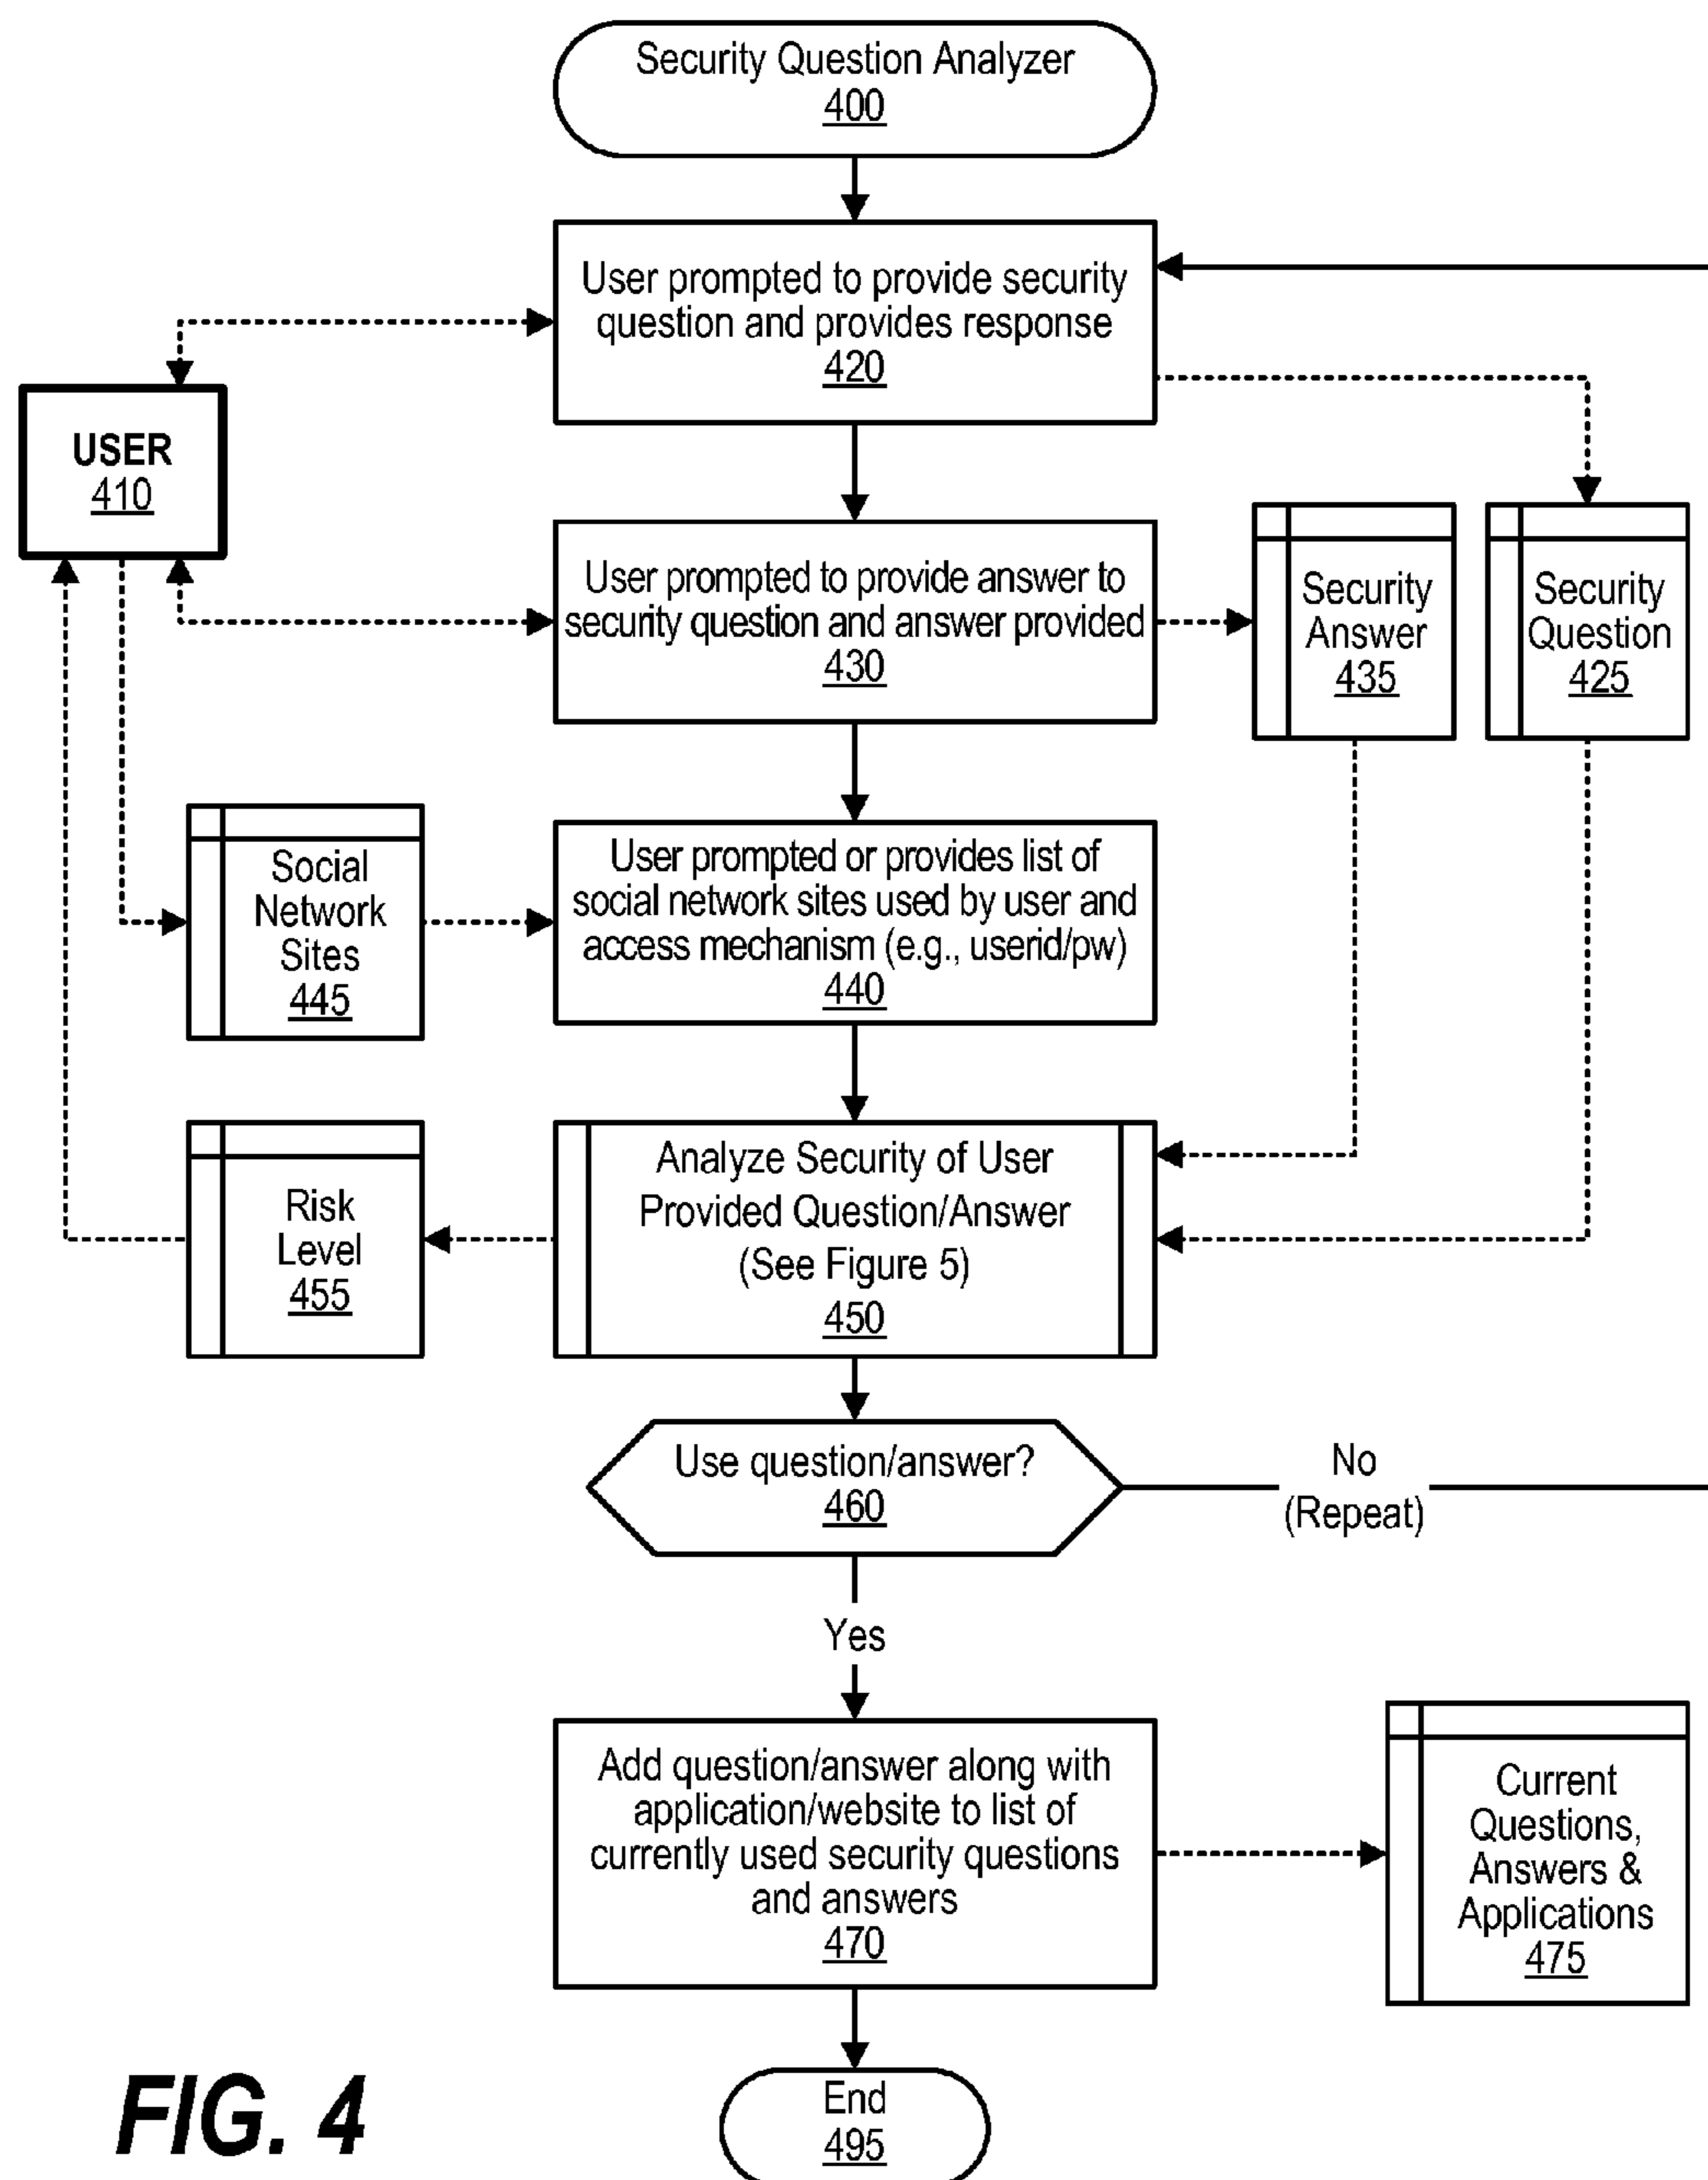 Security Question Analyzer
400
User prompted to provide security
question and provides response
420
USER
410
User prompted to provide answer to
security question and answer provided
430
Security
Answer
435
Security
Question
425
Social
Network
Sites
445
User prompted or provides list of
social network sites used by user and
access mechanism (e.g., userid/pw)
440
Risk
Level
455
Analyze Security of User
Provided Question/Answer
(See Figure 5)
450
Use question/answer?
460
No
(Repeat)
Yes
Add question/answer along with
application/website to list of
currently used security questions
and answers
470
Current
Questions,
Answers &
Applications
475
End
495
FIG. 4